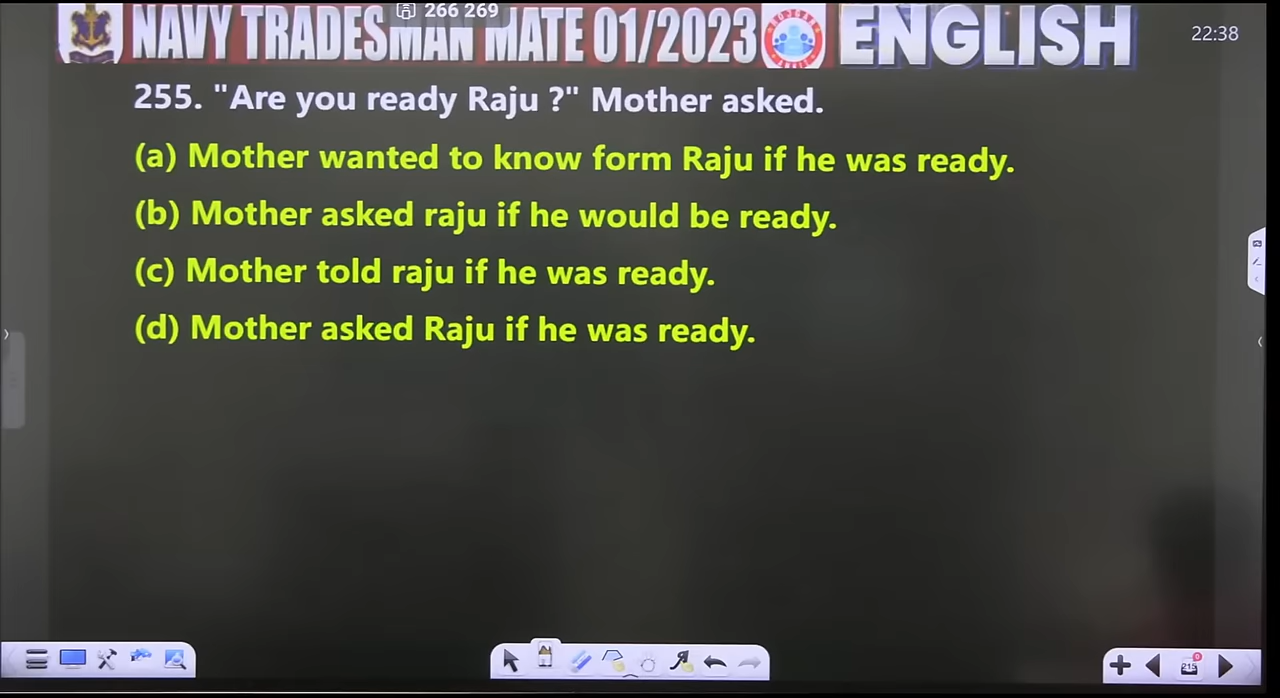 266 269
NAVY TRADESMAN MATE 01/2023 ENGLISH
22:38
255. "Are you ready Raju ?" Mother asked.
(a) Mother wanted to know form Raju if he was ready.
(b) Mother asked raju if he would be ready.
(c) Mother told raju if he was ready.
(d) Mother asked Raju if he was ready.
215